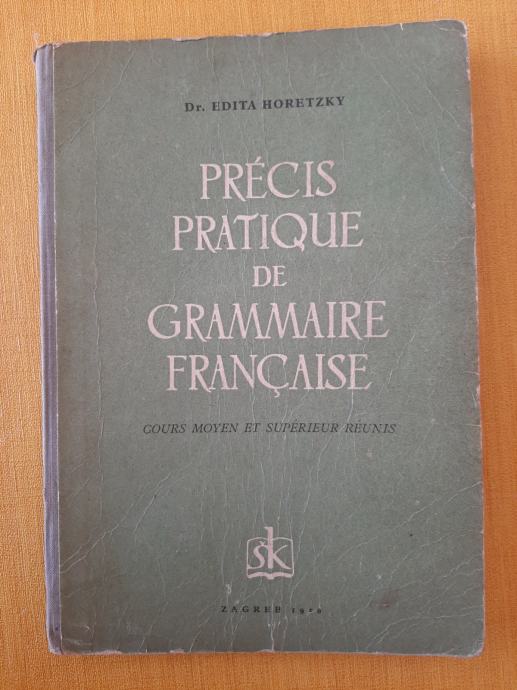 Dr. EDITA HORETZKY
PRÉCIS
PRATIQUE
DE
GRAMMAIRE
FRANÇAISE
COURS MOYEN ET SUPÉRIEUR RÉUNIS
šk
ZAGREB